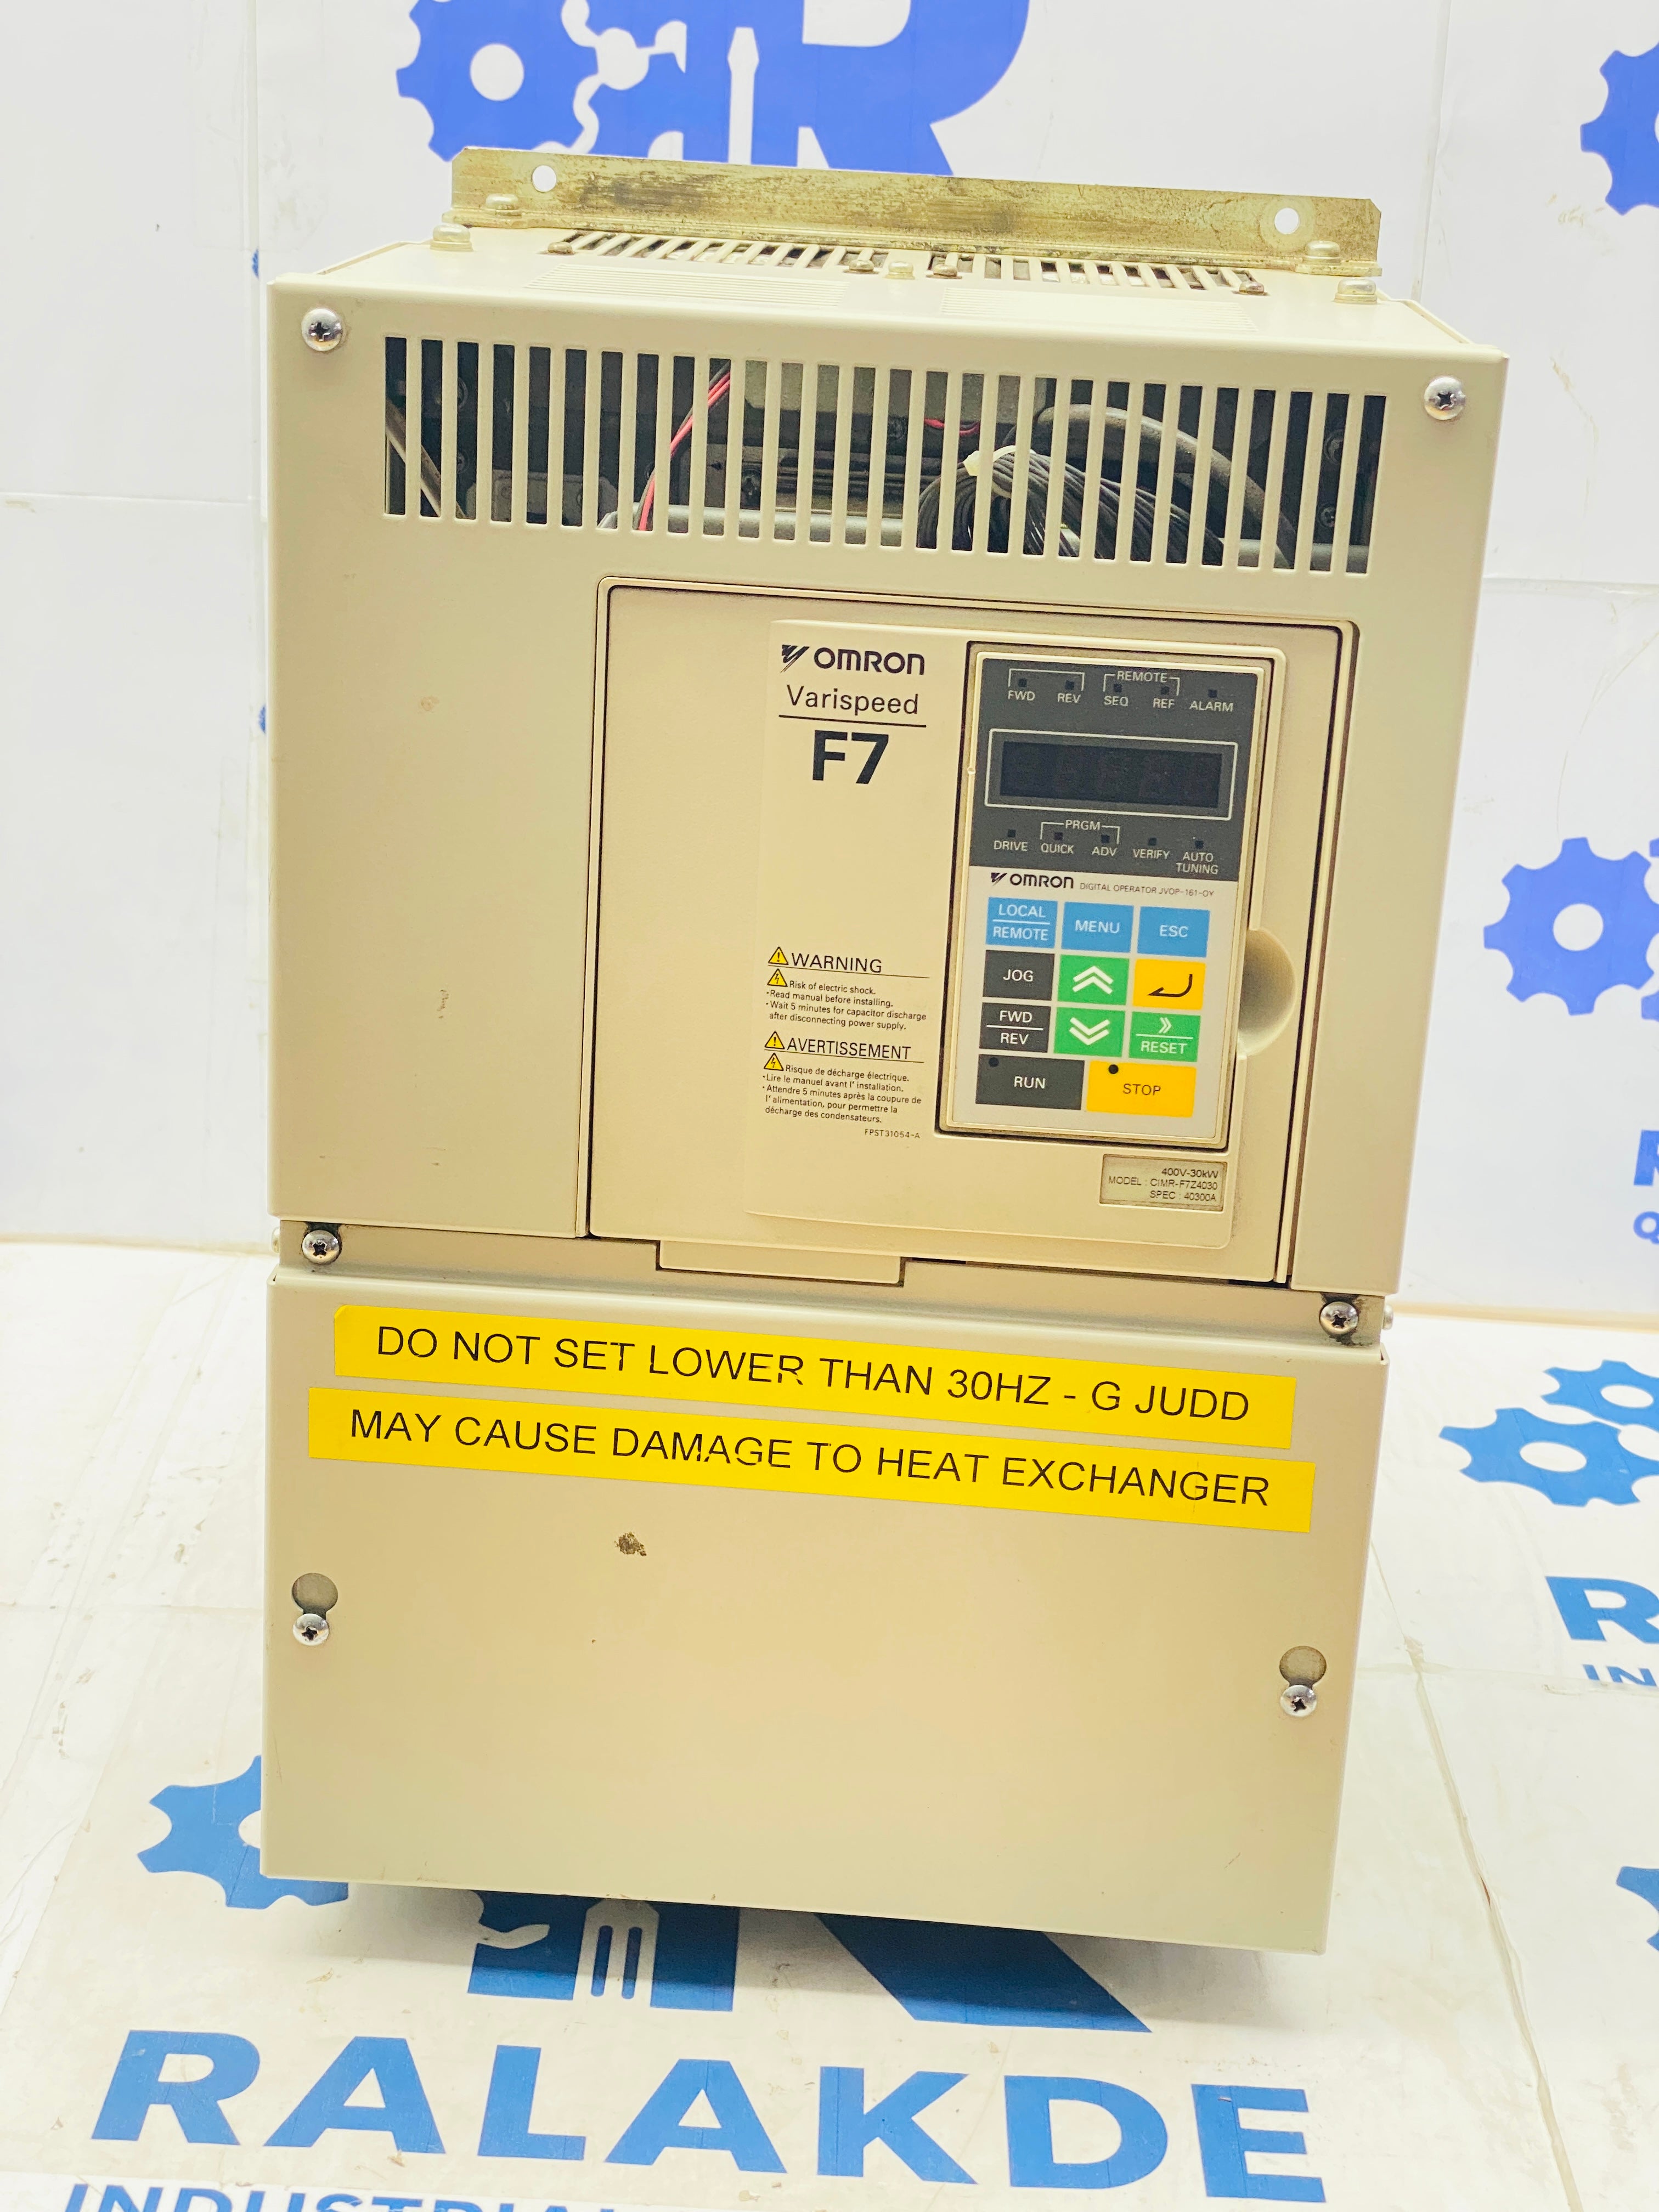 R
OMRON
Varispeed
F7
REMOTE
FWD REV SEQ REF ALARM
PRGM
DRIVE QUICK ADV VERIFY AUTO TUNING
OMRON DIGITAL OPERATOR JVOP-161-OY
LOCAL
REMOTE
MENU
ESC
JOG
FWD
REV
RESET
RUN
STOP
WARNING
Risk of electric shock.
・Read manual before installing.
・Wait 5 minutes for capacitor discharge
after disconnecting power supply.
AVERTISSEMENT
Risque de décharge électrique.
・Lire le manuel avant l' installation.
・Attendre 5 minutes après la coupure de
l' alimentation, pour permettre la
décharge des condensateurs.
FPST31054-A
400V-30kW
MODEL : CIMR-F7Z4030
SPEC : 40300A
DO NOT SET LOWER THAN 30HZ - G JUDD
MAY CAUSE DAMAGE TO HEAT EXCHANGER
R
IN
RALAKDE
INDUSTRIAL